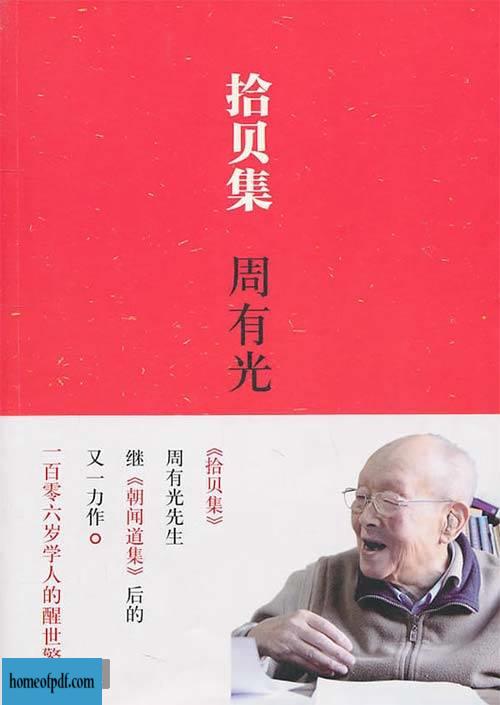 拾贝集
周有光
《拾贝集》
周有光先生
继《朝闻道集》后的
又一力作。
一百零六岁学人的醒世
homeofpdf.com